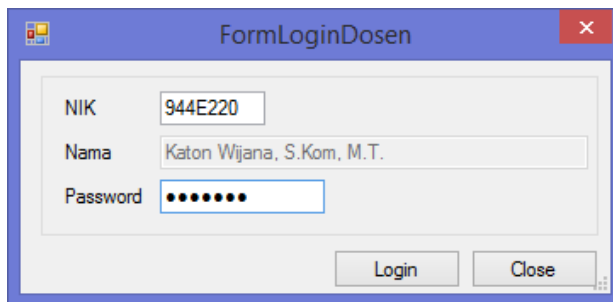 FormLoginDosen
NIK 944E220
Nama Katon Wijana, S.Kom, M.T.
Password •••••••
Login Close